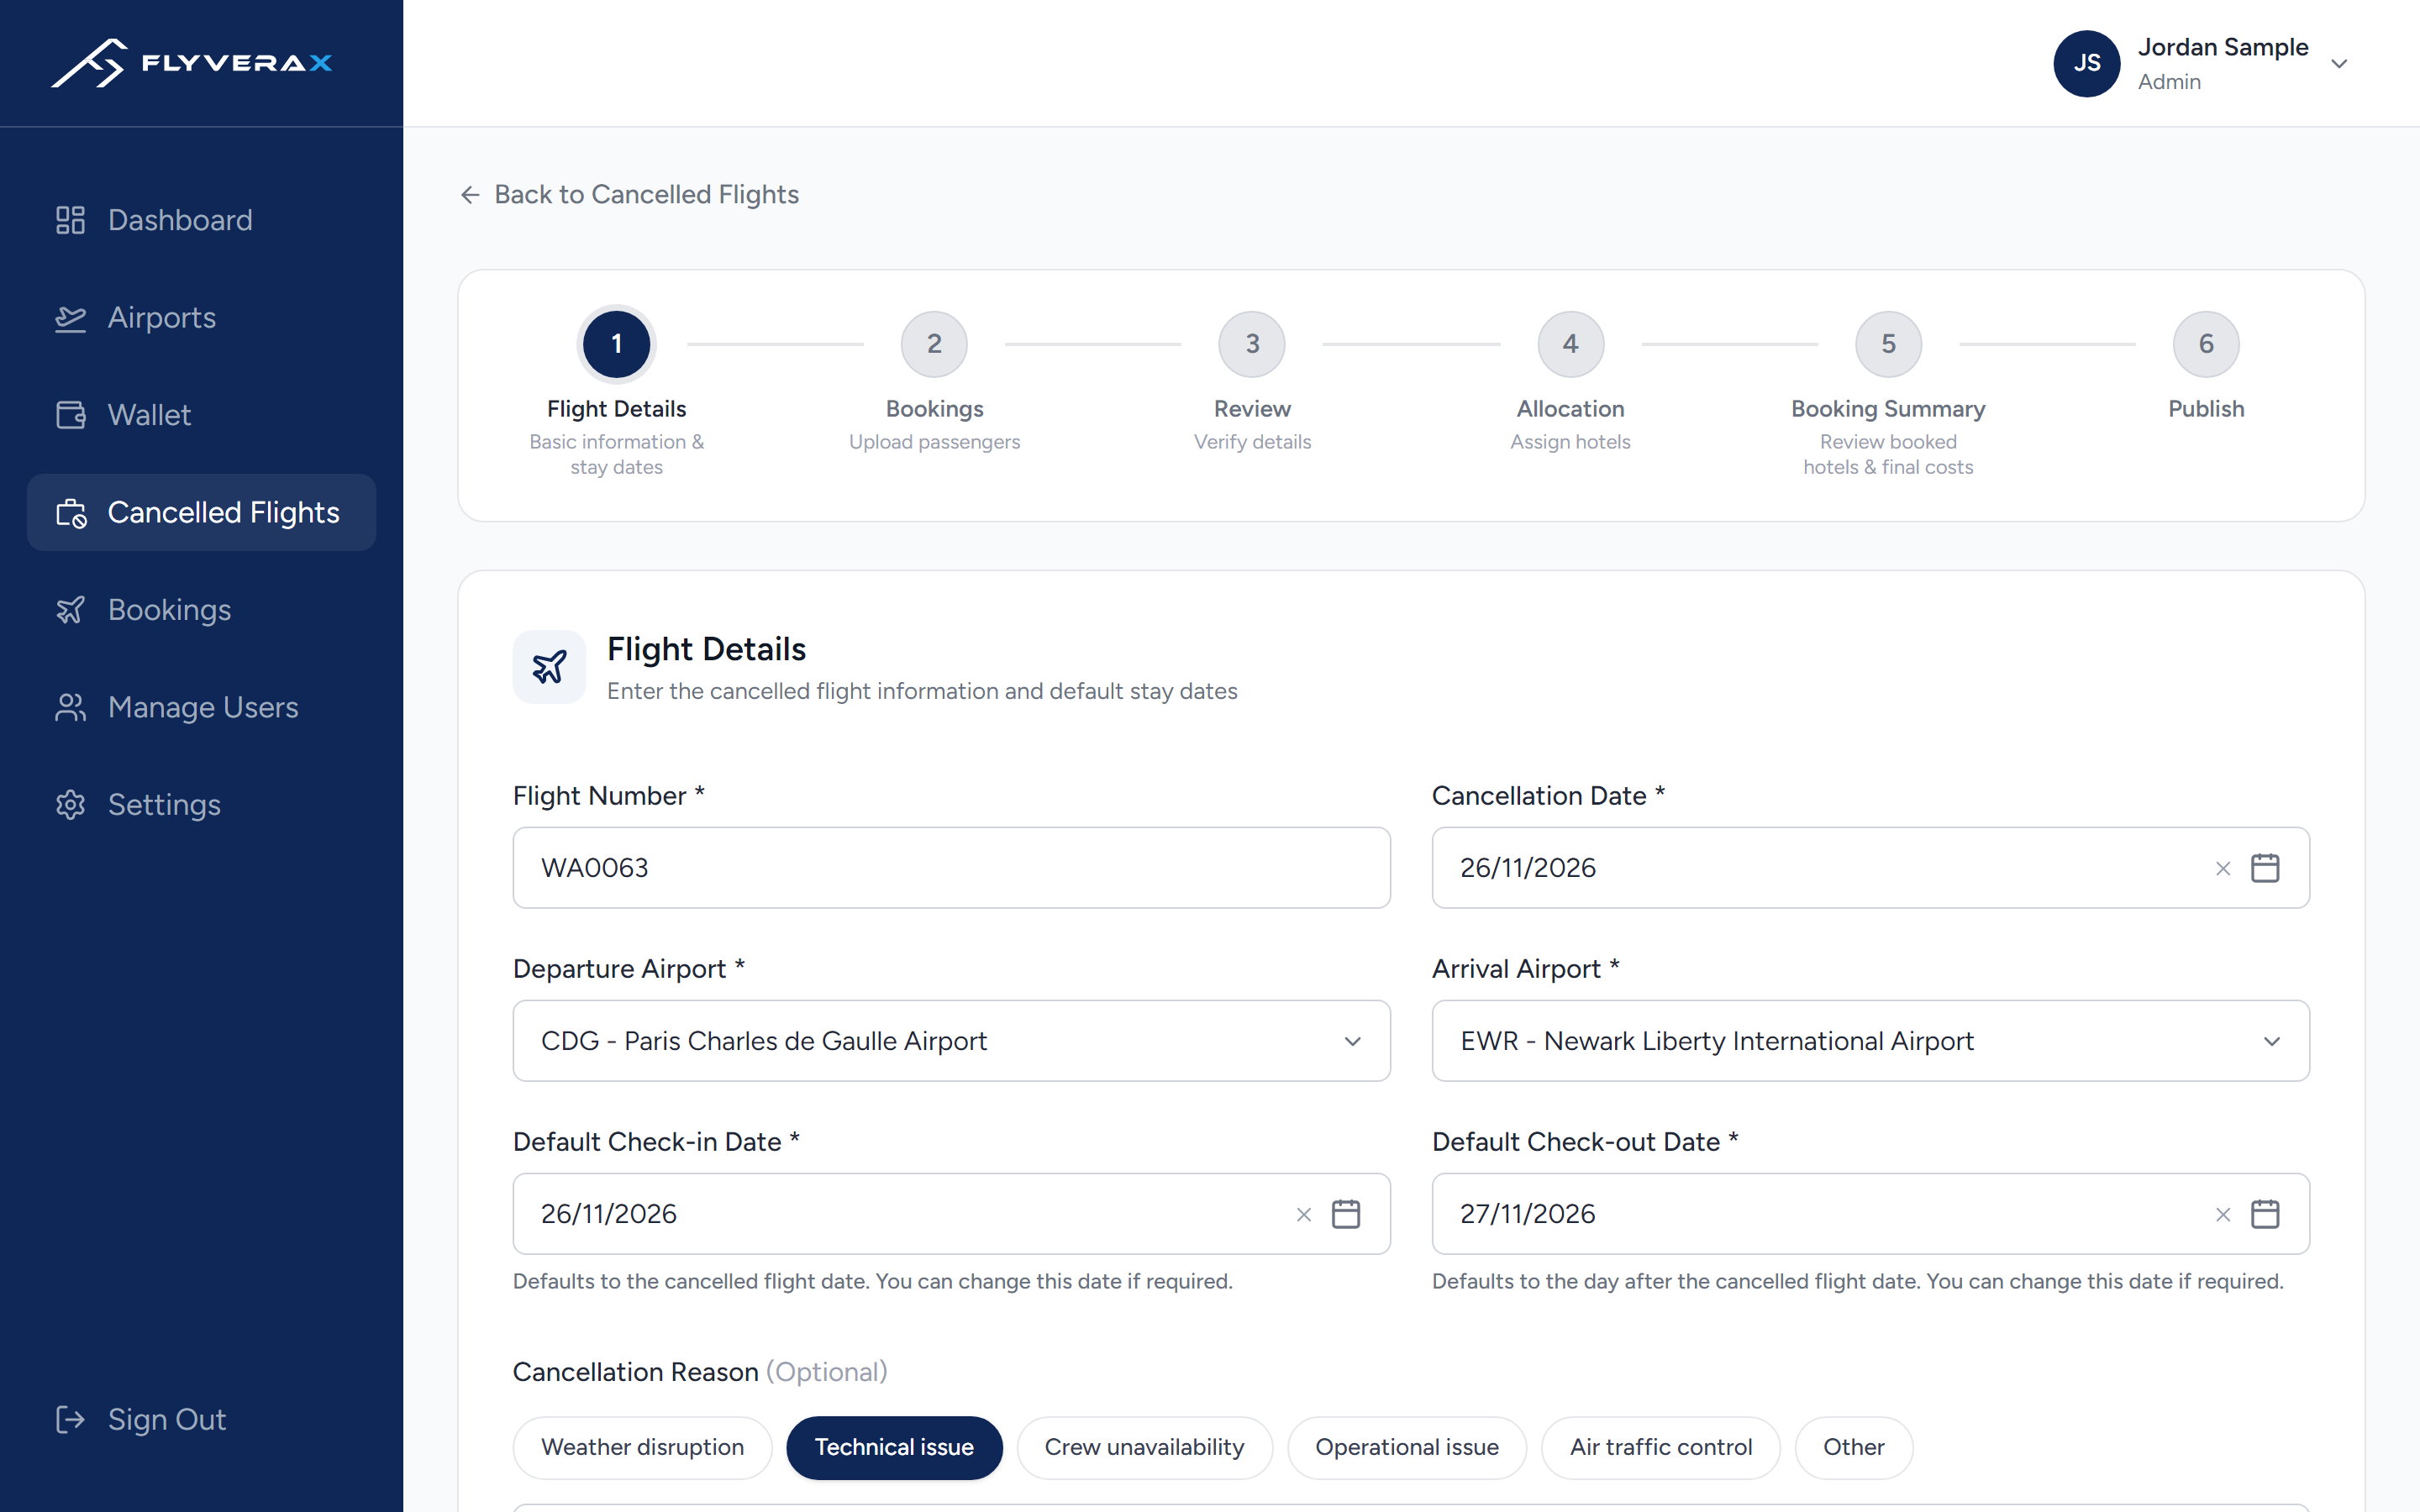 FLYVERAX
JS
Jordan Sample
Admin
Dashboard
Airports
Wallet
Cancelled Flights
Bookings
Manage Users
Settings
Sign Out
Back to Cancelled Flights
1
Flight Details
Basic information &
stay dates
2
Bookings
Upload passengers
3
Review
Verify details
4
Allocation
Assign hotels
5
Booking Summary
Review booked
hotels & final costs
6
Publish
Flight Details
Enter the cancelled flight information and default stay dates
Flight Number *
WA0063
Cancellation Date *
26/11/2026
Departure Airport *
CDG - Paris Charles de Gaulle Airport
Arrival Airport *
EWR - Newark Liberty International Airport
Default Check-in Date *
26/11/2026
Defaults to the cancelled flight date. You can change this date if required.
Default Check-out Date *
27/11/2026
Defaults to the day after the cancelled flight date. You can change this date if required.
Cancellation Reason (Optional)
Weather disruption
Technical issue
Crew unavailability
Operational issue
Air traffic control
Other